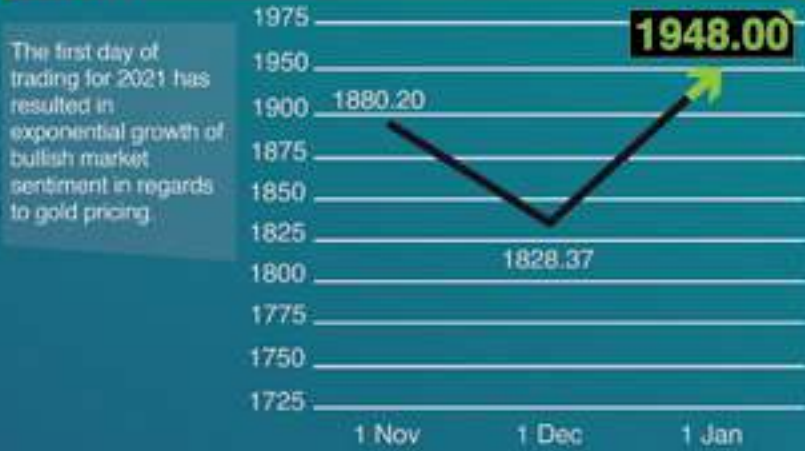 The first day of
trading for 2021 has
resulted in
exponential growth of
bullish market
sentiment in regards
to gold pricing
1975
1948.00
1950
1900
1880.20
1875
1850
1825
1828.37
1800
1775
1750
1725
1 Nov
1 Dec
1 Jan